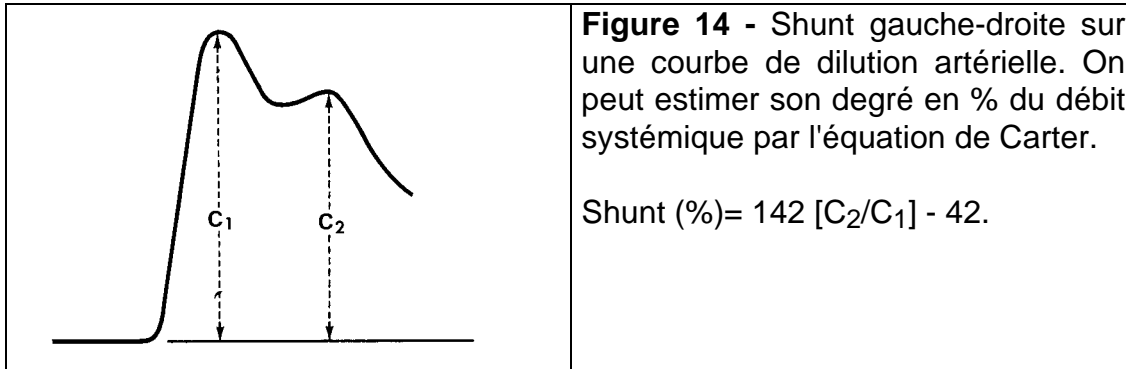 C₁
C₂
Figure 14 - Shunt gauche-droite sur
une courbe de dilution artérielle. On
peut estimer son degré en % du débit
systémique par l'équation de Carter.
Shunt (%)= 142 [C₂/C₁] - 42.